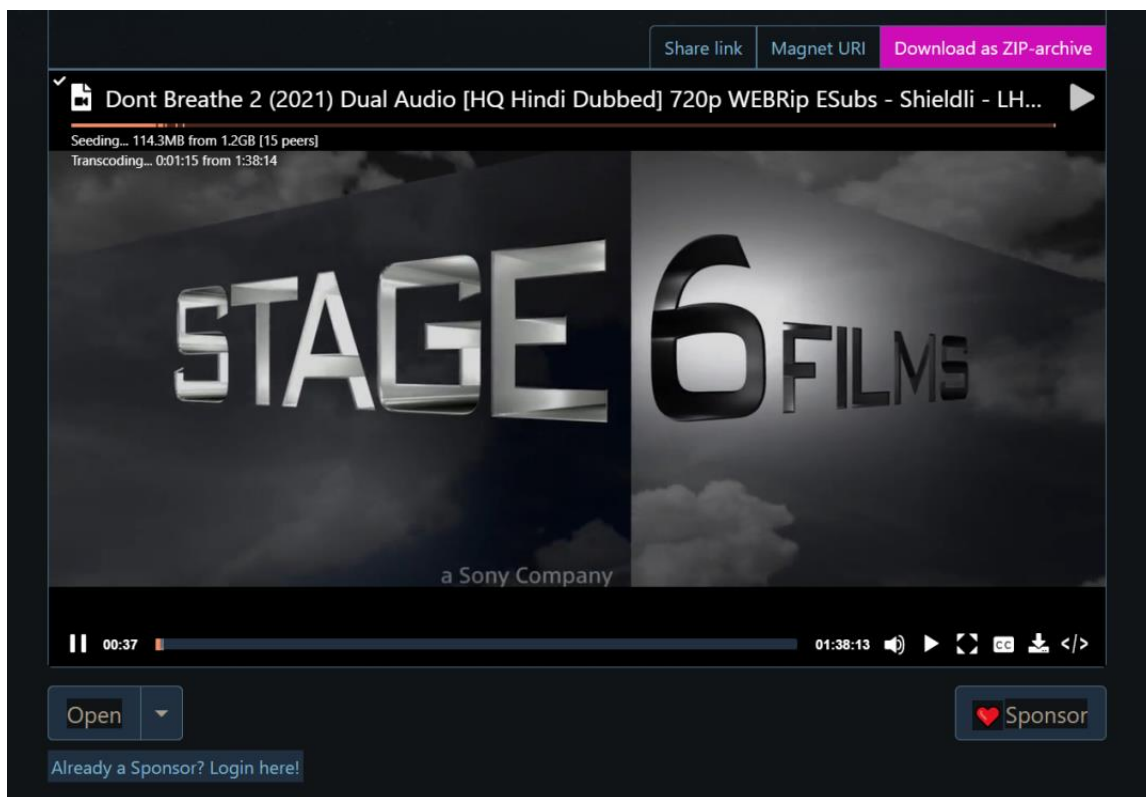 Share link
Magnet URI
Download as ZIP-archive
Dont Breathe 2 (2021) Dual Audio [HQ Hindi Dubbed] 720p WEBRip ESubs - Shieldli - LH...
Seeding... 114.3MB from 1.2GB [15 peers]
Transcoding... 0:01:15 from 1:38:14
STAGE 6 FILMS
a Sony Company
00:37
01:38:13
CC
</>
Open
Sponsor
Already a Sponsor? Login here!